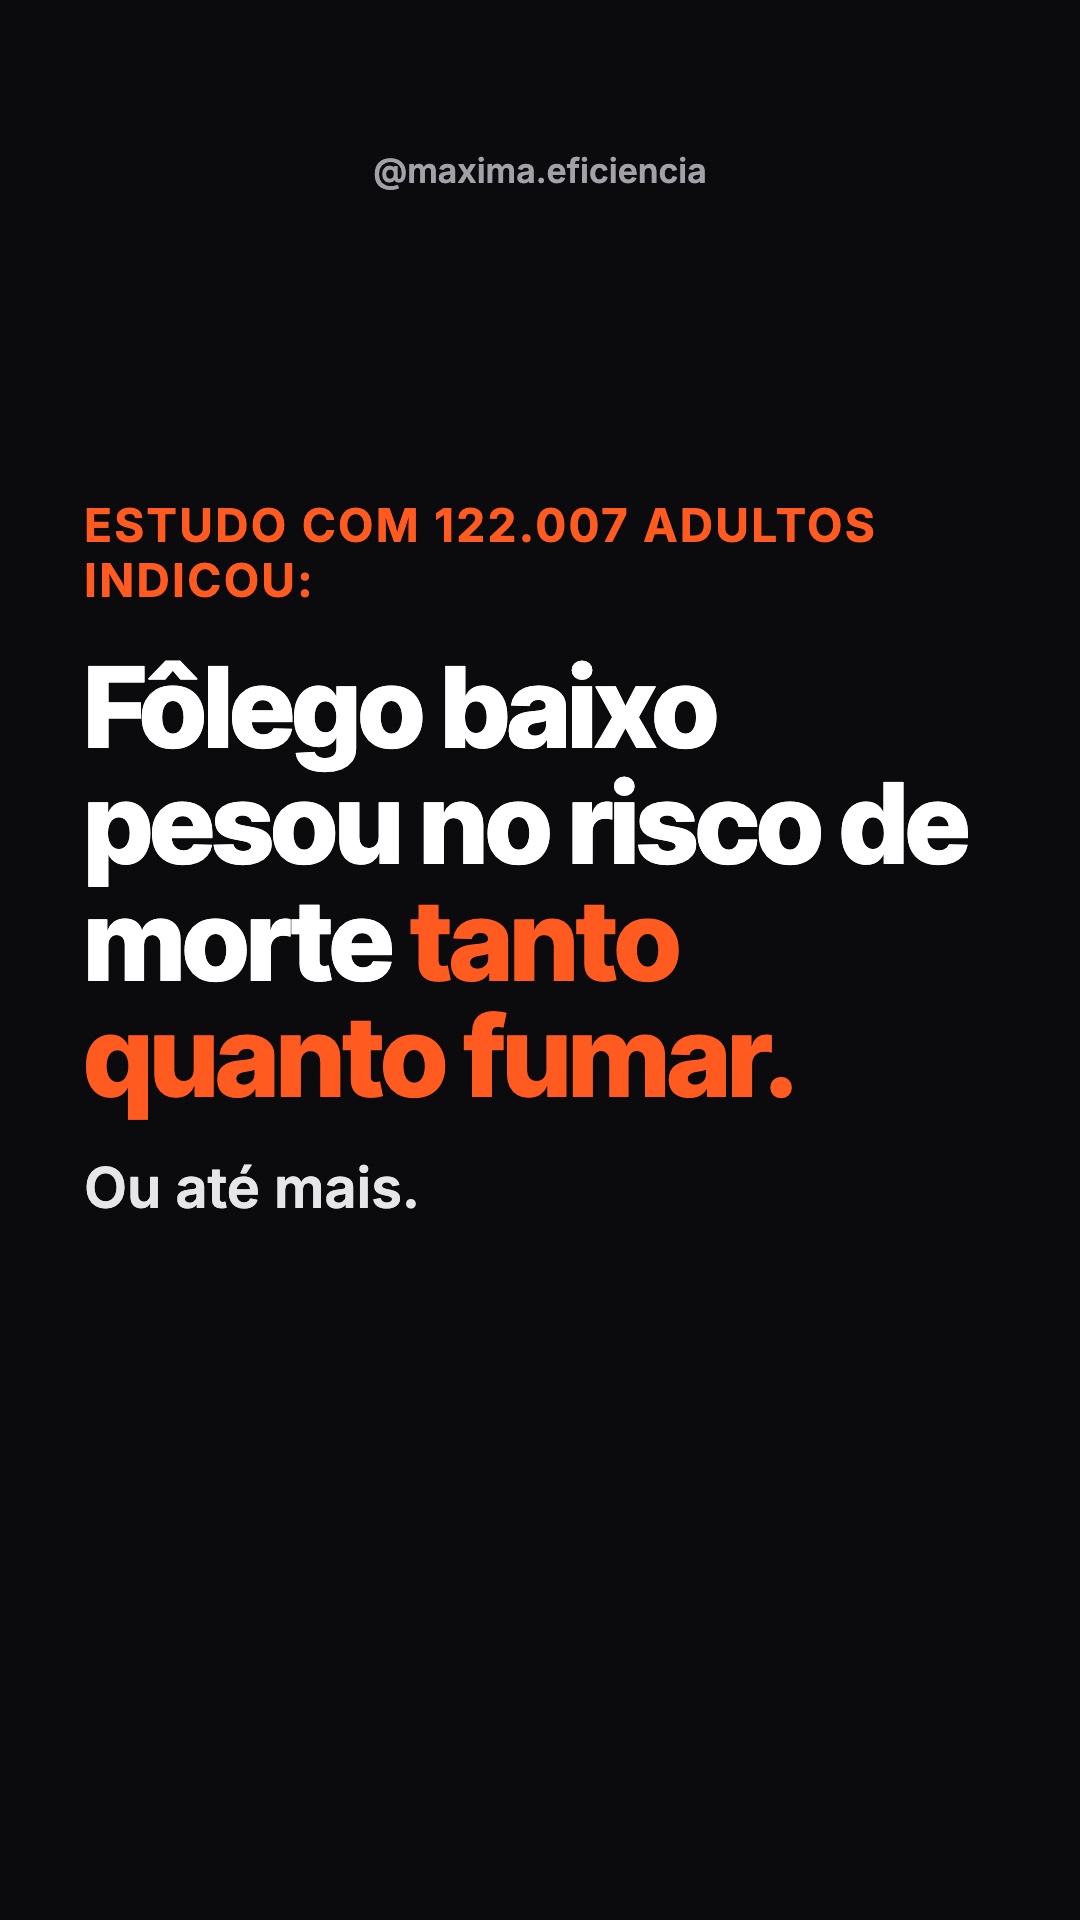 @maxima.eficiencia
ESTUDO COM 122.007 ADULTOS
INDICOU:
Fôlego baixo
pesou no risco de
morte tanto
quanto fumar.
Ou até mais.